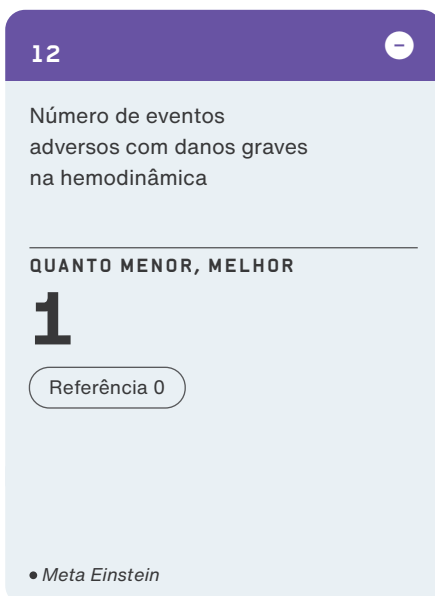 12
–
Número de eventos
adversos com danos graves
na hemodinâmica
QUANTO MENOR, MELHOR
1
Referência 0
• Meta Einstein